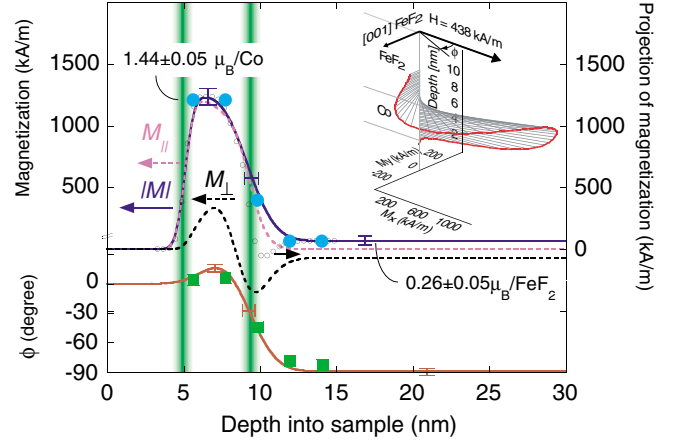 Magnetization (kA/m)
Projection of magnetization (kA/m)
φ (degree)
1500
1000
500
0
0
-30
-60
-90
1500
1000
500
0
1.44±0.05 μB/Co
M//
|M|
M⊥
0.26±0.05μB/FeF2
[001] FeF2
H = 438 kA/m
φ
FeF2
Co
Depth [nm]
10
8
6
4
2
0
My (kA/m)
-200
200
200
600
1000
Mx (kA/m)
0 5 10 15 20 25 30
Depth into sample (nm)